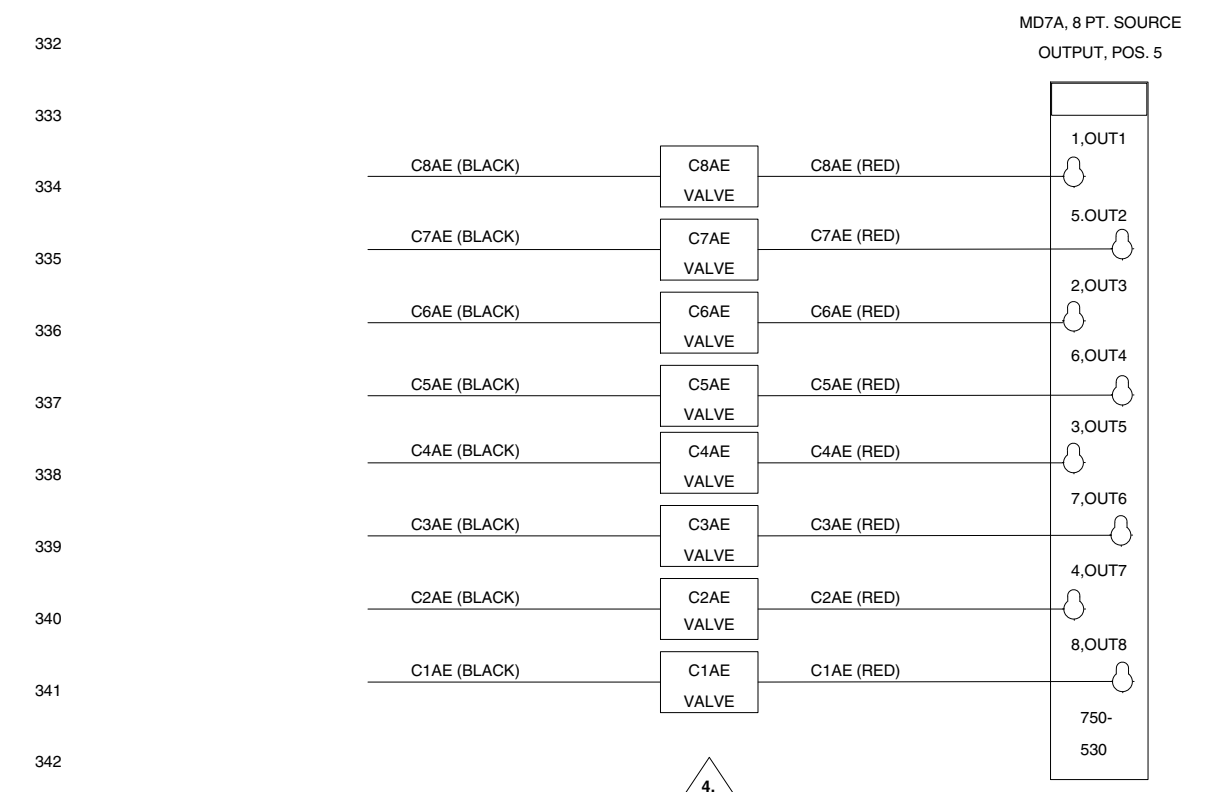 MD7A, 8 PT. SOURCE
332
OUTPUT, POS. 5
333
1,OUT1
C8AE (BLACK) C8AE C8AE (RED)
334
VALVE
5.OUT2
C7AE (BLACK) C7AE C7AE (RED)
335
VALVE
2,OUT3
C6AE (BLACK) C6AE C6AE (RED)
336
VALVE
6,OUT4
C5AE (BLACK) C5AE C5AE (RED)
337
VALVE
3,OUT5
C4AE (BLACK) C4AE C4AE (RED)
338
VALVE
7,OUT6
C3AE (BLACK) C3AE C3AE (RED)
339
VALVE
4,OUT7
C2AE (BLACK) C2AE C2AE (RED)
340
VALVE
8,OUT8
C1AE (BLACK) C1AE C1AE (RED)
341
VALVE
750-
530
342
4.